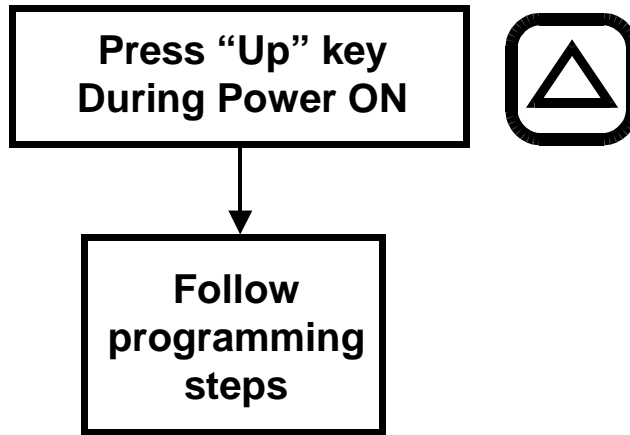 Press “Up” key
During Power ON
Follow
programming
steps